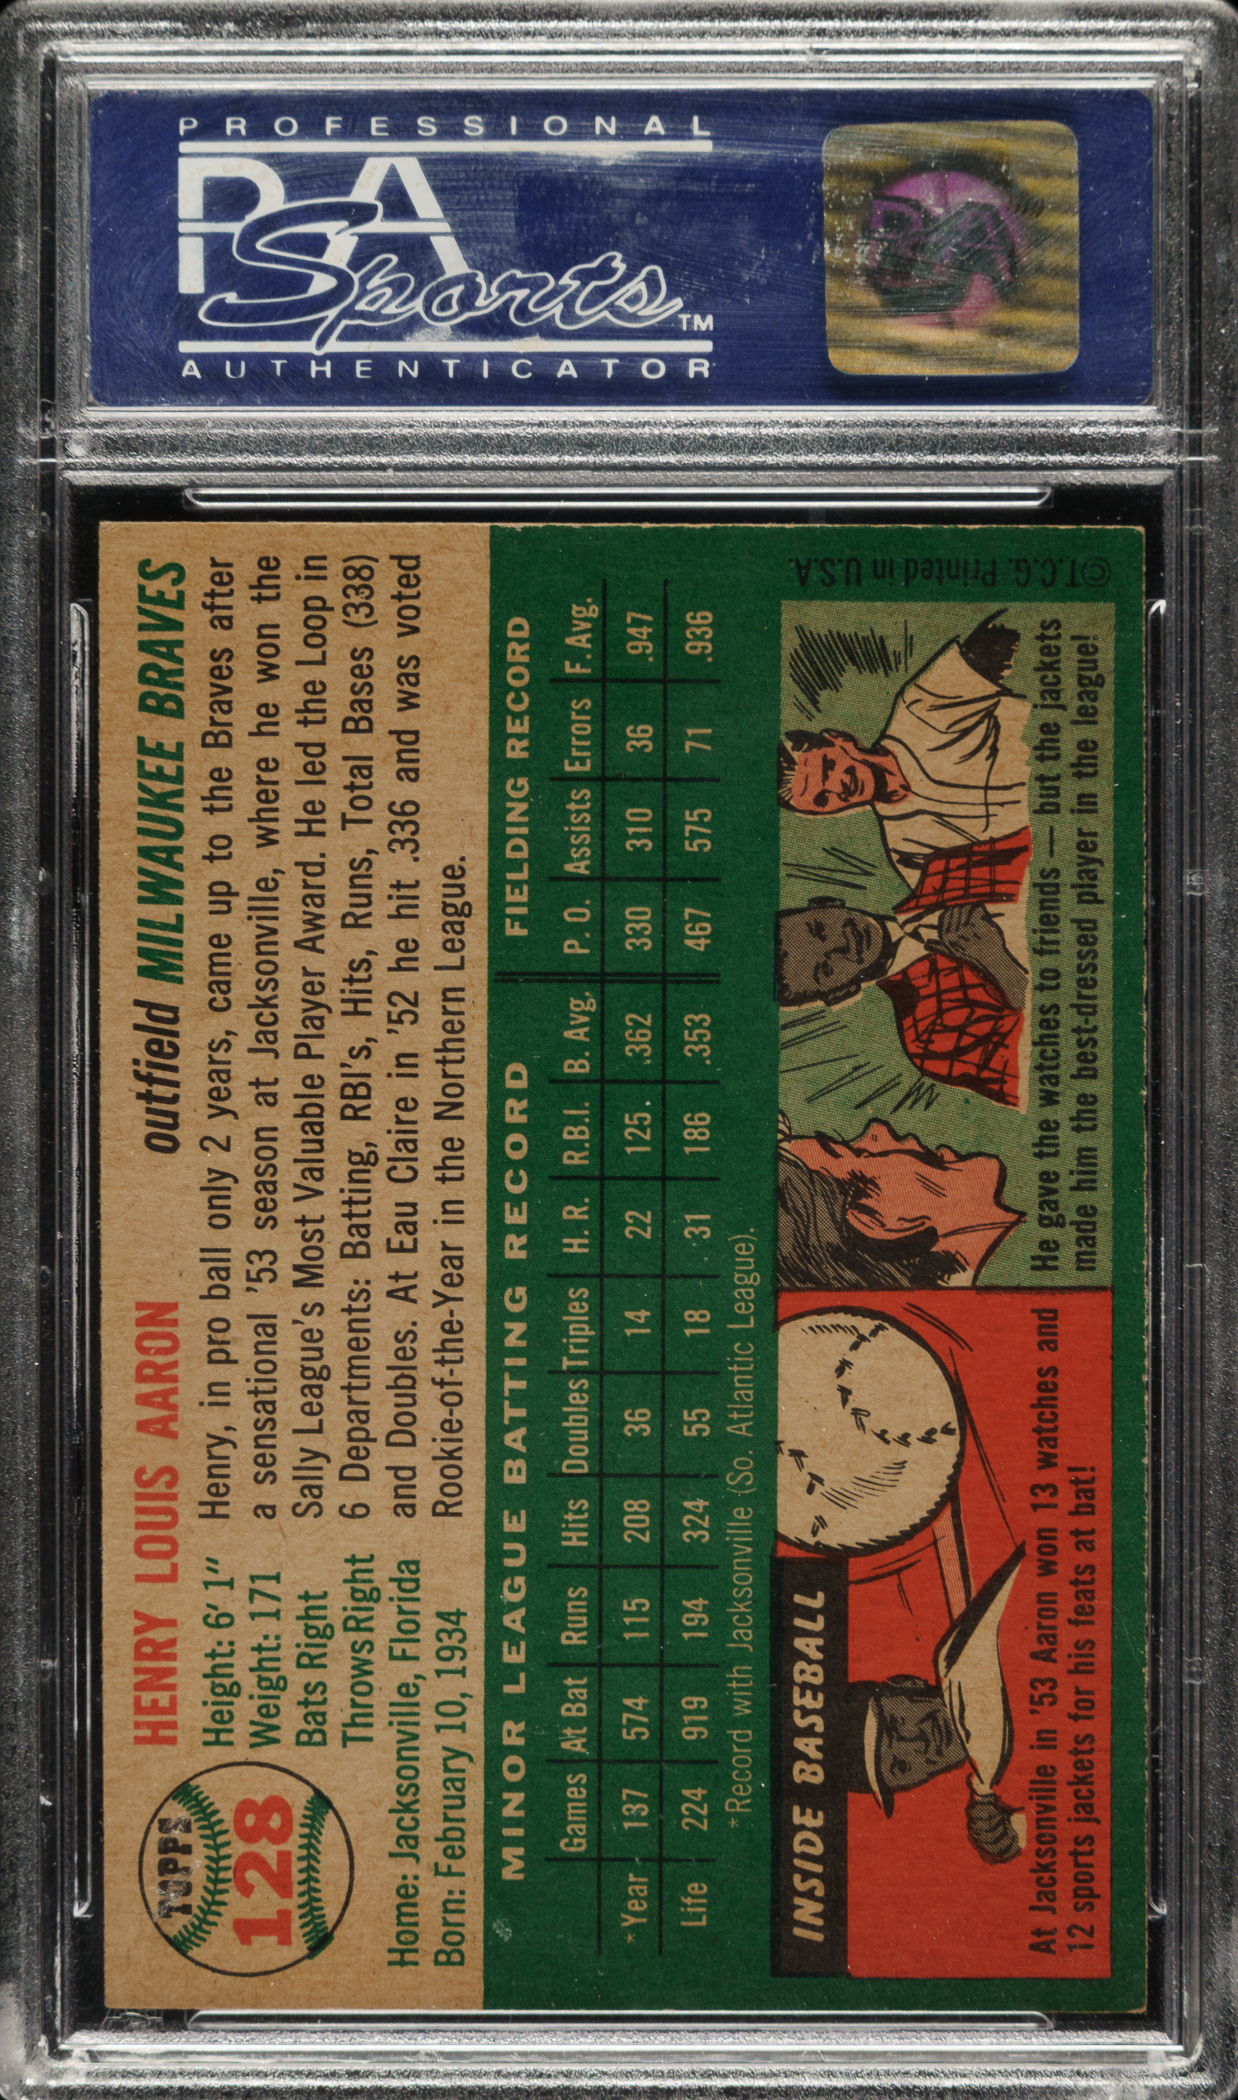 PROFESSIONAL
PSA
Sports™
AUTHENTICATOR
PSA
TOPPS
128
HENRY LOUIS AARON
outfield MILWAUKEE BRAVES
Height: 6' 1"
Weight: 171
Bats Right
Throws Right
Home: Jacksonville, Florida
Born: February 10, 1934
Henry, in pro ball only 2 years, came up to the Braves after
a sensational '53 season at Jacksonville, where he won the
Sally League's Most Valuable Player Award. He led the Loop in
6 Departments: Batting, RBI's, Hits, Runs, Total Bases (338)
and Doubles. At Eau Claire in '52 he hit .336 and was voted
Rookie-of-the-Year in the Northern League.
MINOR LEAGUE BATTING RECORD FIELDING RECORD
Games At Bat Runs Hits Doubles Triples H. R. R.B.I. B. Avg. P. O. Assists Errors F. Avg.
*Year 137 574 115 208 36 14 22 125 .362 330 310 36 .947
Life 224 919 194 324 55 18 31 186 .353 467 575 71 .936
*Record with Jacksonville (So. Atlantic League).
INSIDE BASEBALL
At Jacksonville in '53 Aaron won 13 watches and
12 sports jackets for his feats at bat!
He gave the watches to friends — but the jackets
made him the best-dressed player in the league!
©T.C.G. Printed in U.S.A.